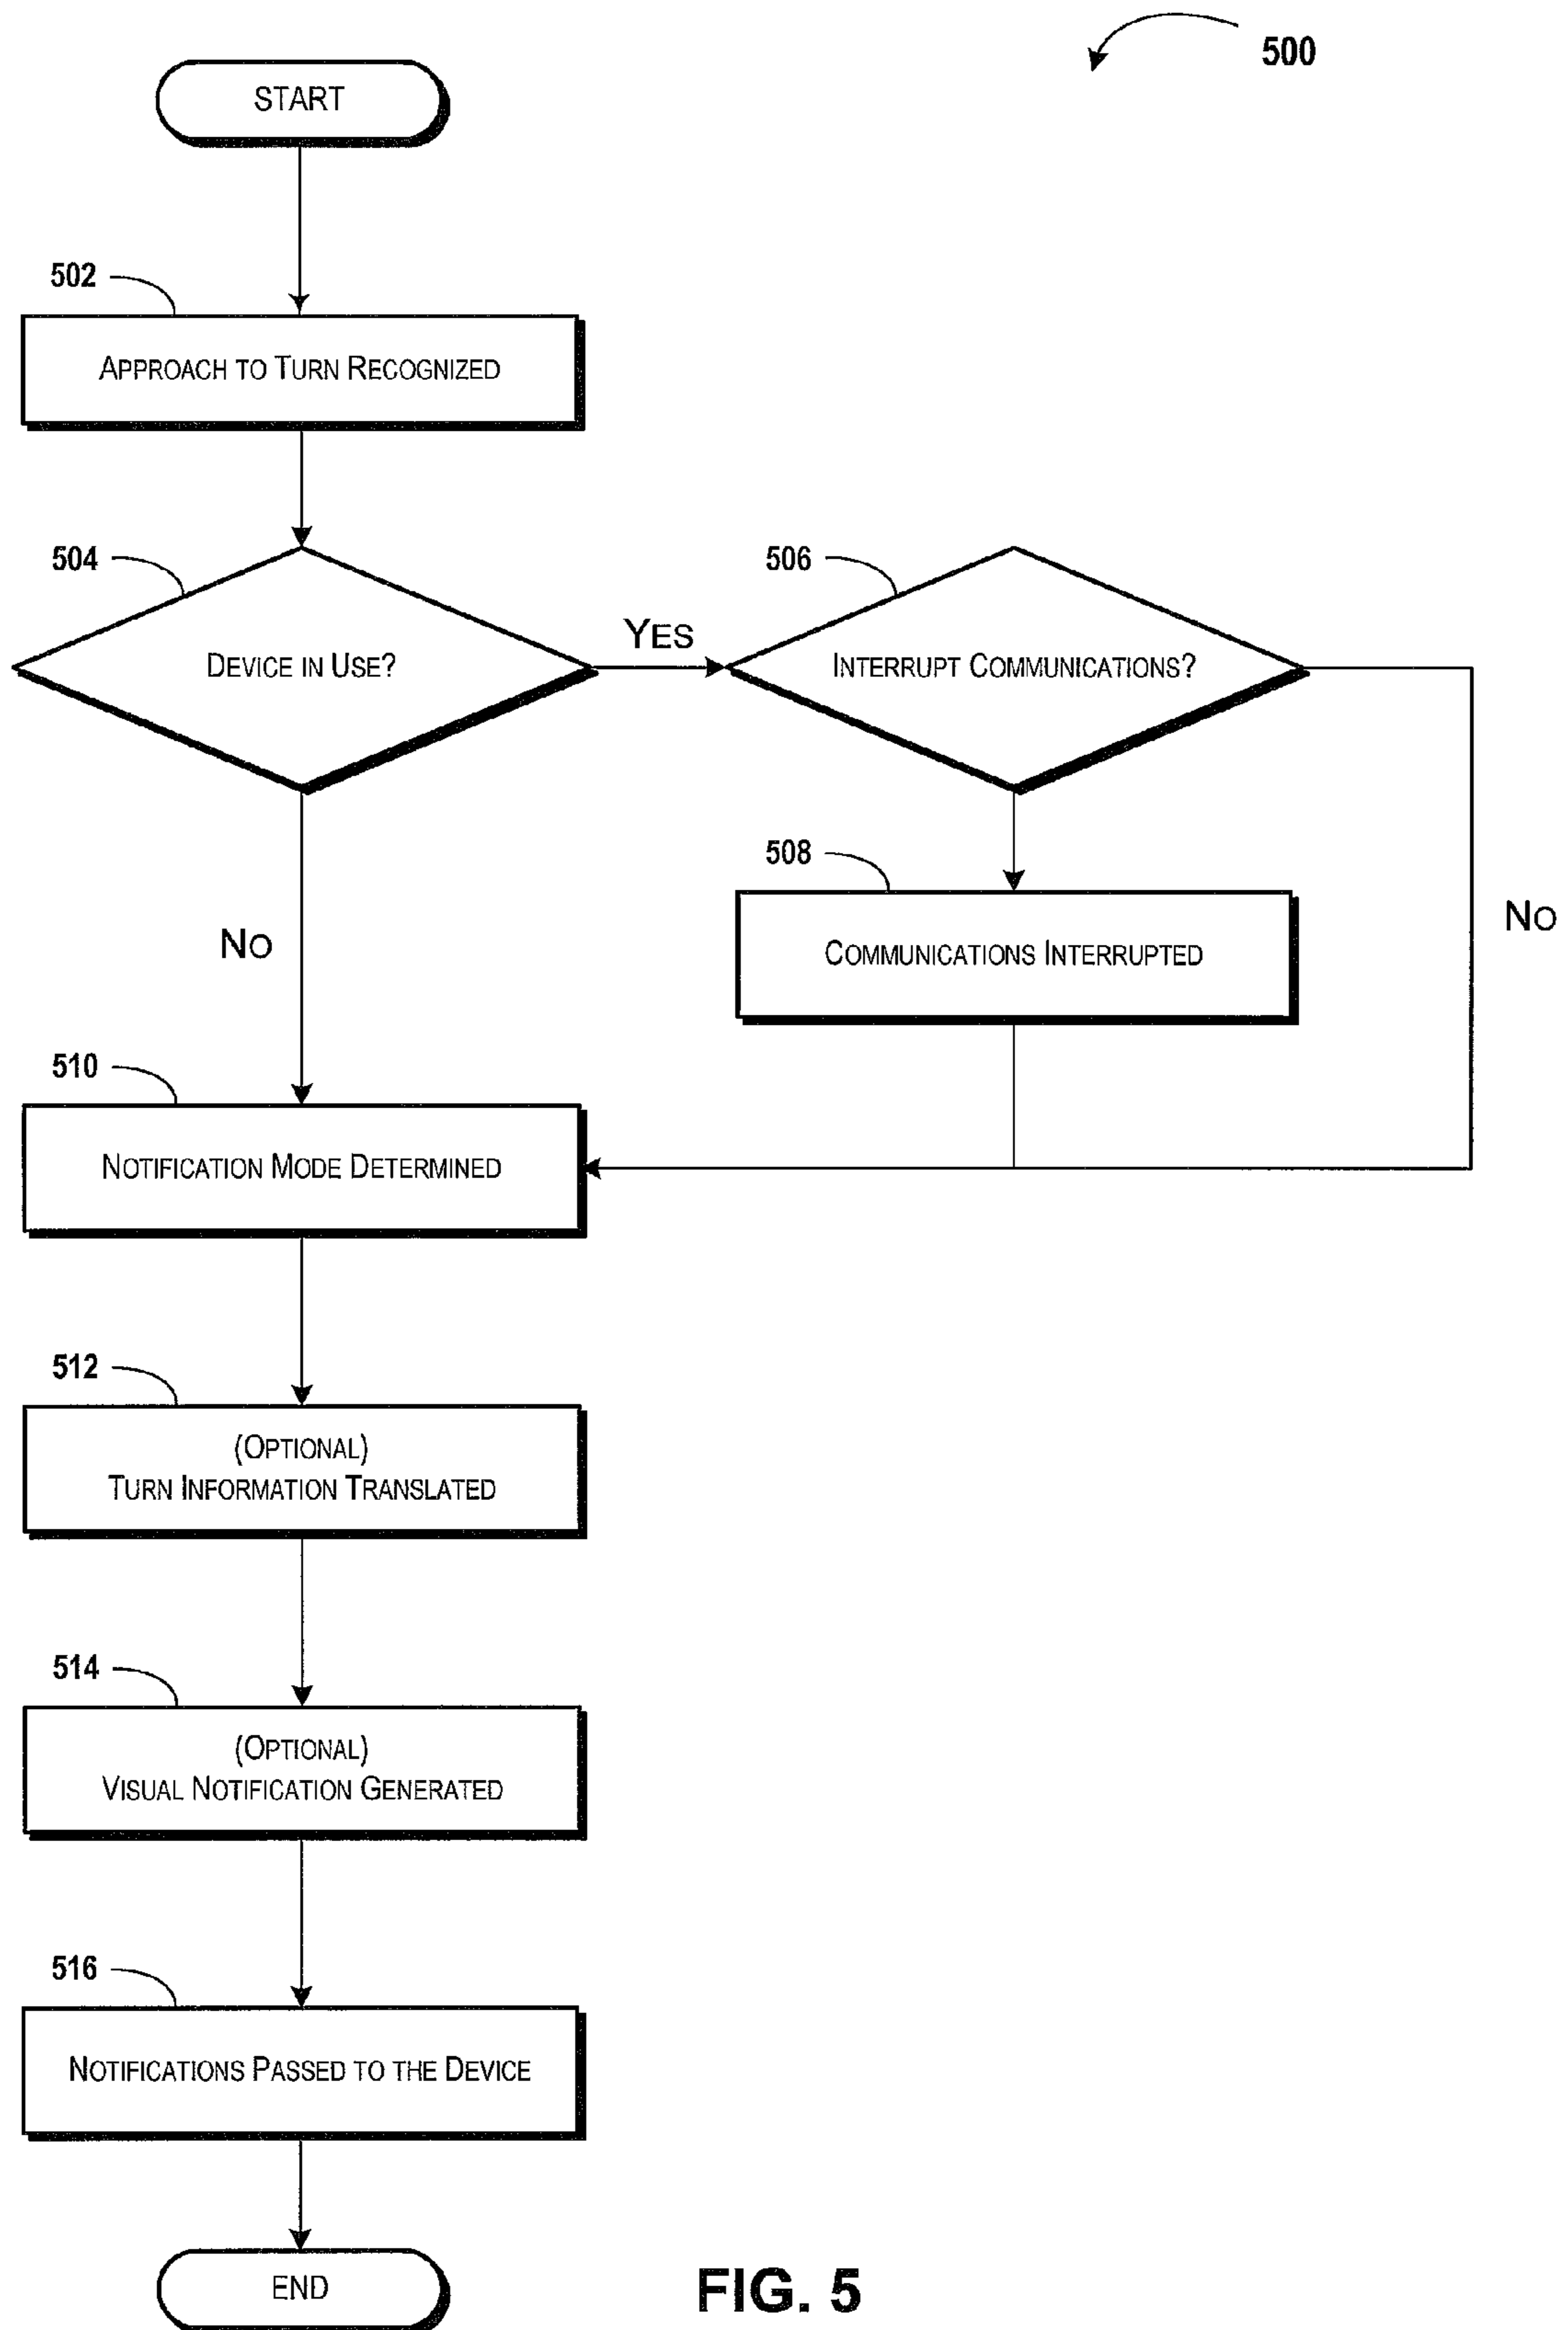 500
START
502
APPROACH TO TURN RECOGNIZED
504
DEVICE IN USE?
YES
506
INTERRUPT COMMUNICATIONS?
508
COMMUNICATIONS INTERRUPTED
NO
NO
510
NOTIFICATION MODE DETERMINED
512
(OPTIONAL)
TURN INFORMATION TRANSLATED
514
(OPTIONAL)
VISUAL NOTIFICATION GENERATED
516
NOTIFICATIONS PASSED TO THE DEVICE
END
FIG. 5